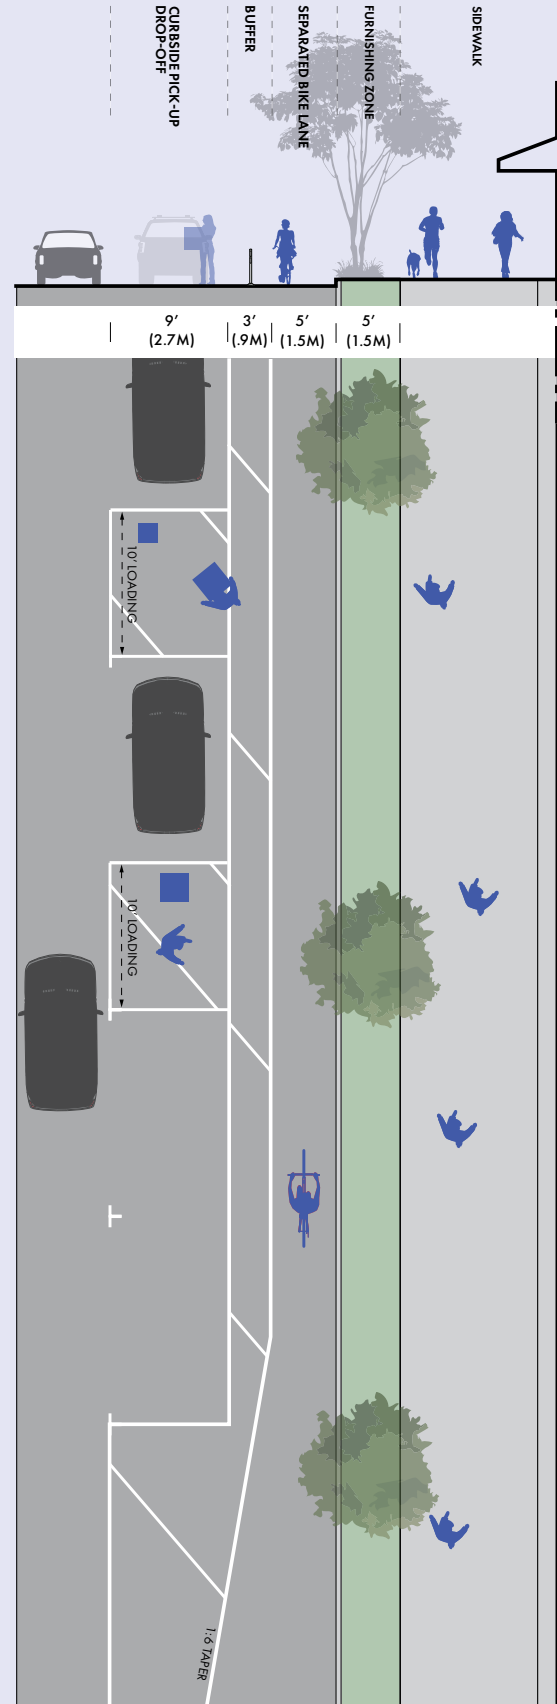 CURBSIDE PICK-UP
DROP-OFF
BUFFER
SEPARATED BIKE LANE
FURNISHING ZONE
SIDEWALK
9’
(2.7M)
3’
(.9M)
5’
(1.5M)
5’
(1.5M)
10’ LOADING
10’ LOADING
1:6 TAPER